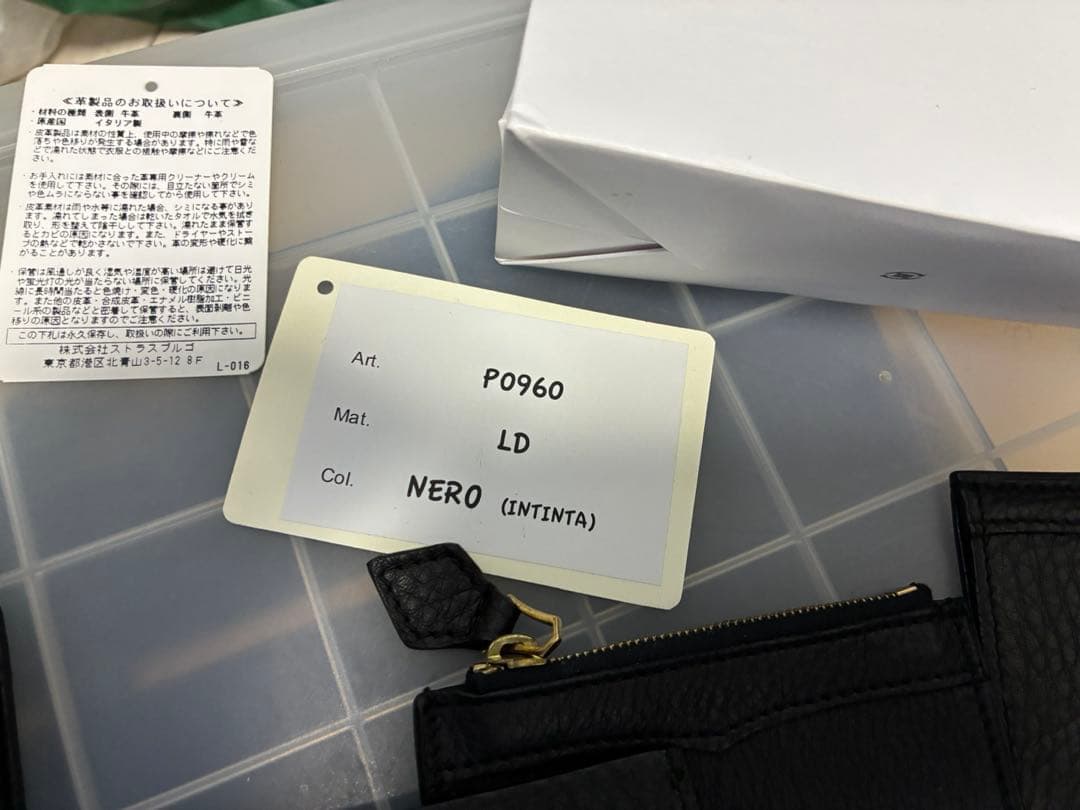 ≪革製品のお取扱いについて≫
・材料の種類 表側 牛革 裏側 牛革
・原産国 イタリア製
・皮革製品は素材の性質上、使用中の摩擦や擦れなどで色
落ちや色移りが発生する場合があります。特に雨や雪な
どで濡れた状態で衣服との接触や摩擦などにご注意くだ
さい。
・お手入れには素材に合った革専用クリーナーやクリーム
を使用して下さい。その際には、目立たない箇所でシミ
や色ムラにならない事を確認してから使用して下さい。
・皮革素材は雨や水等に濡れた場合、シミになる事があり
ます。濡れてしまった場合は乾いたタオルで水気を拭き
取り、形を整えて陰干しして下さい。濡れたまま保管す
るとカビの原因になります。また、ドライヤーやストー
ブの熱などで乾かさないで下さい。革の変形や硬化に繋
がることがあります。
・保管は風通しが良く湿気や温度が高い場所は避けて日光
や蛍光灯の光が当たらない場所に保管してください。光
線に長時間当たると色焼け・変色・硬化の原因になりま
す。また他の皮革・合成皮革・エナメル樹脂加工・ビニ
ール系の製品などと密着して保管すると、表面剥離や色
移りの原因となりますのでご注意ください。
この下札は永久保存し、取扱いの際にご利用下さい。
株式会社ストラスブルゴ
東京都港区北青山3-5-12 8F L-016
Art. P0960
Mat. LD
Col. NERO (INTINTA)